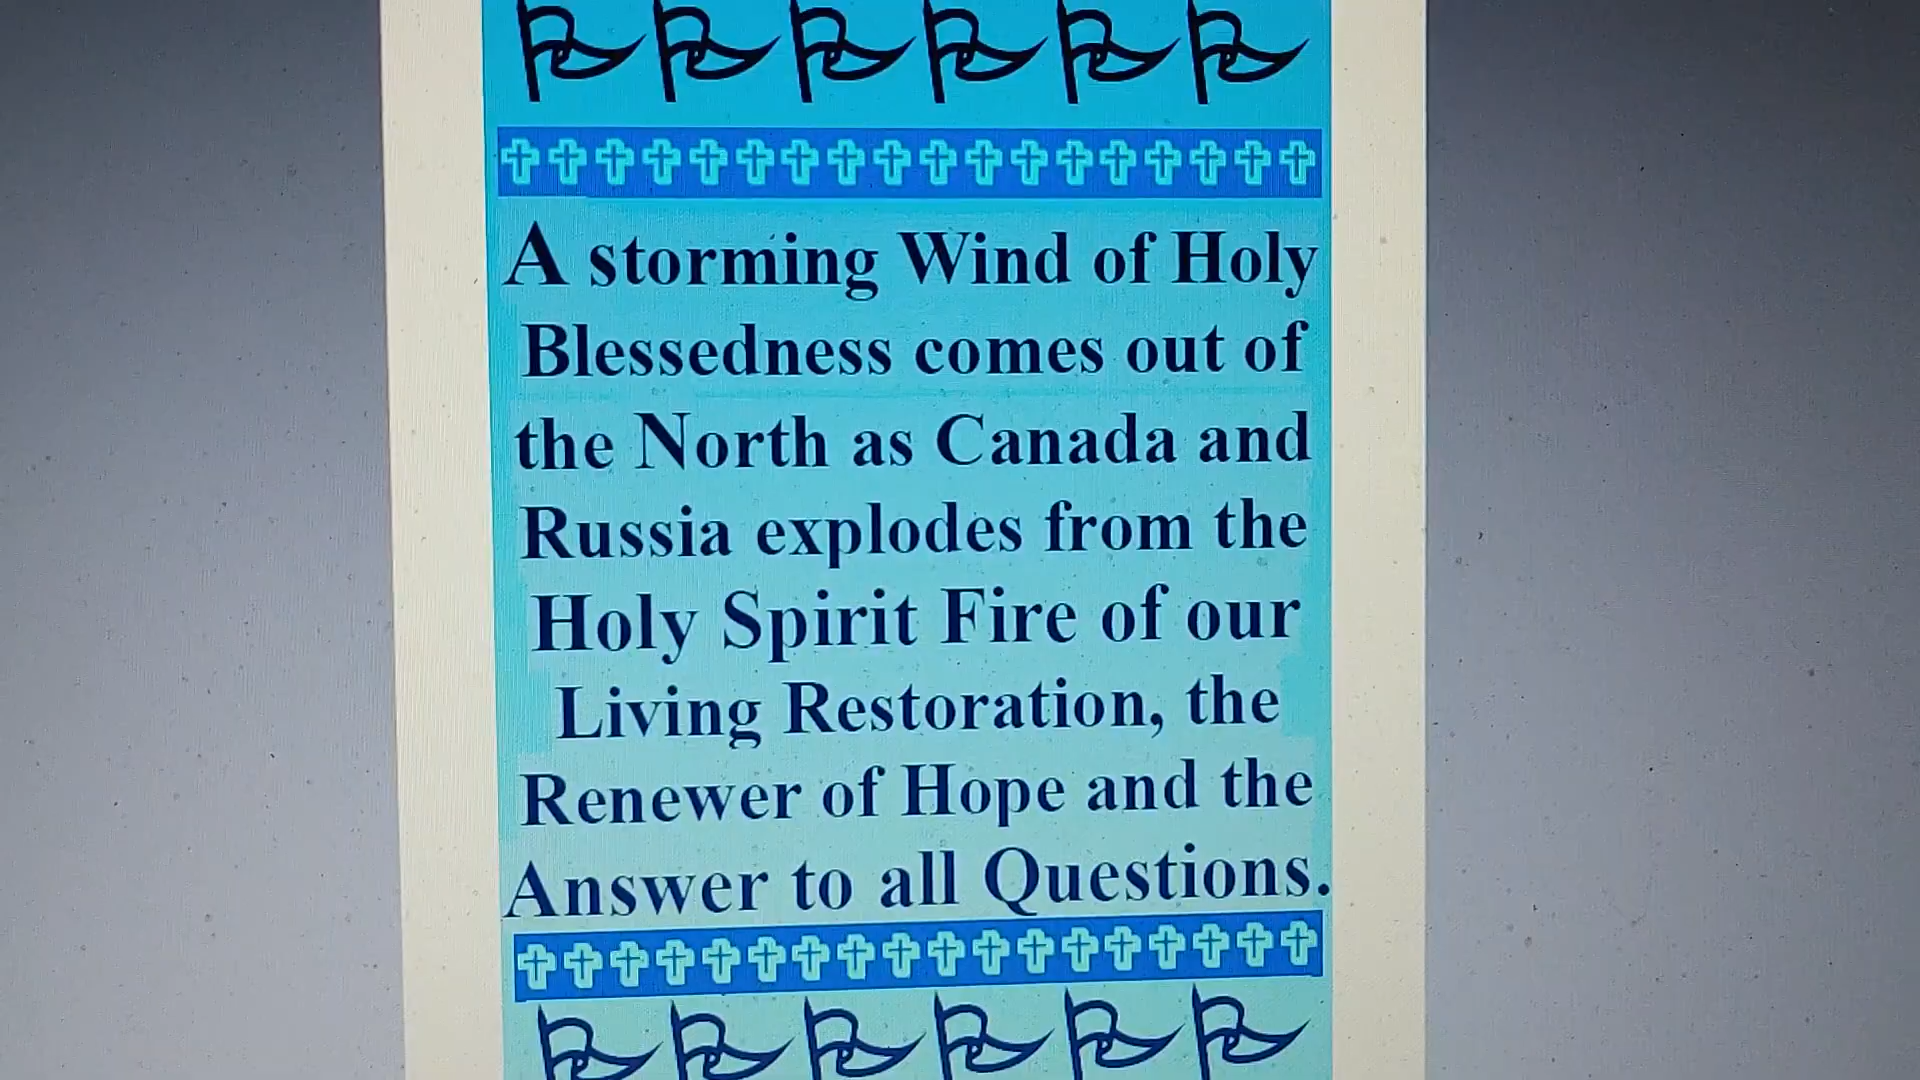 A storming Wind of Holy
Blessedness comes out of
the North as Canada and
Russia explodes from the
Holy Spirit Fire of our
Living Restoration, the
Renewer of Hope and the
Answer to all Questions.